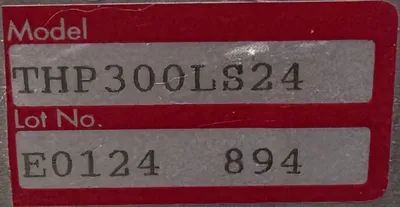 Model
THP300LS24
Lot No.
E0124 894